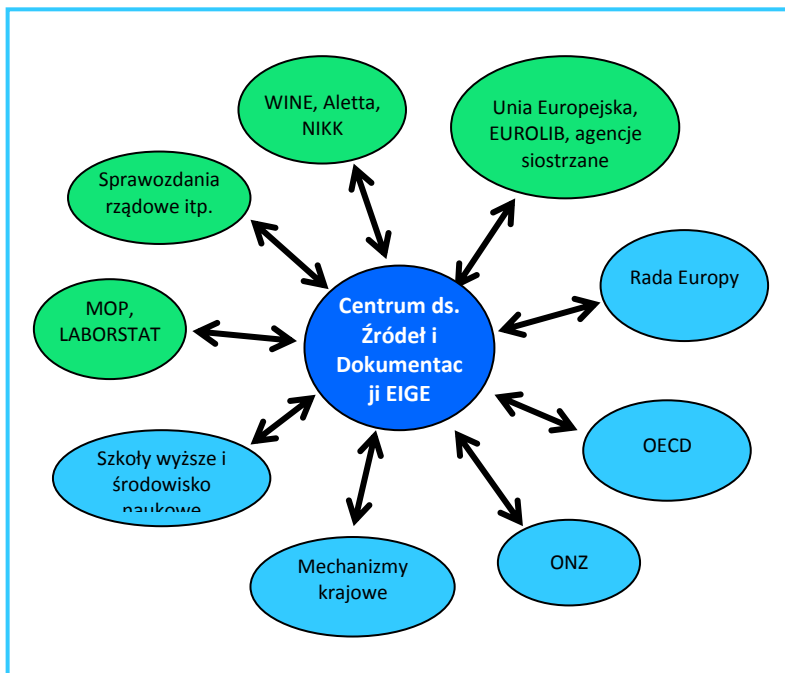 WINE, Aletta,
NIKK
Unia Europejska,
EUROLIB, agencje
siostrzane
Sprawozdania
rządowe itp.
Rada Europy
MOP,
LABORSTAT
Centrum ds.
Źródeł i
Dokumentac
ji EIGE
OECD
Szkoły wyższe i
środowisko
naukowe
ONZ
Mechanizmy
krajowe